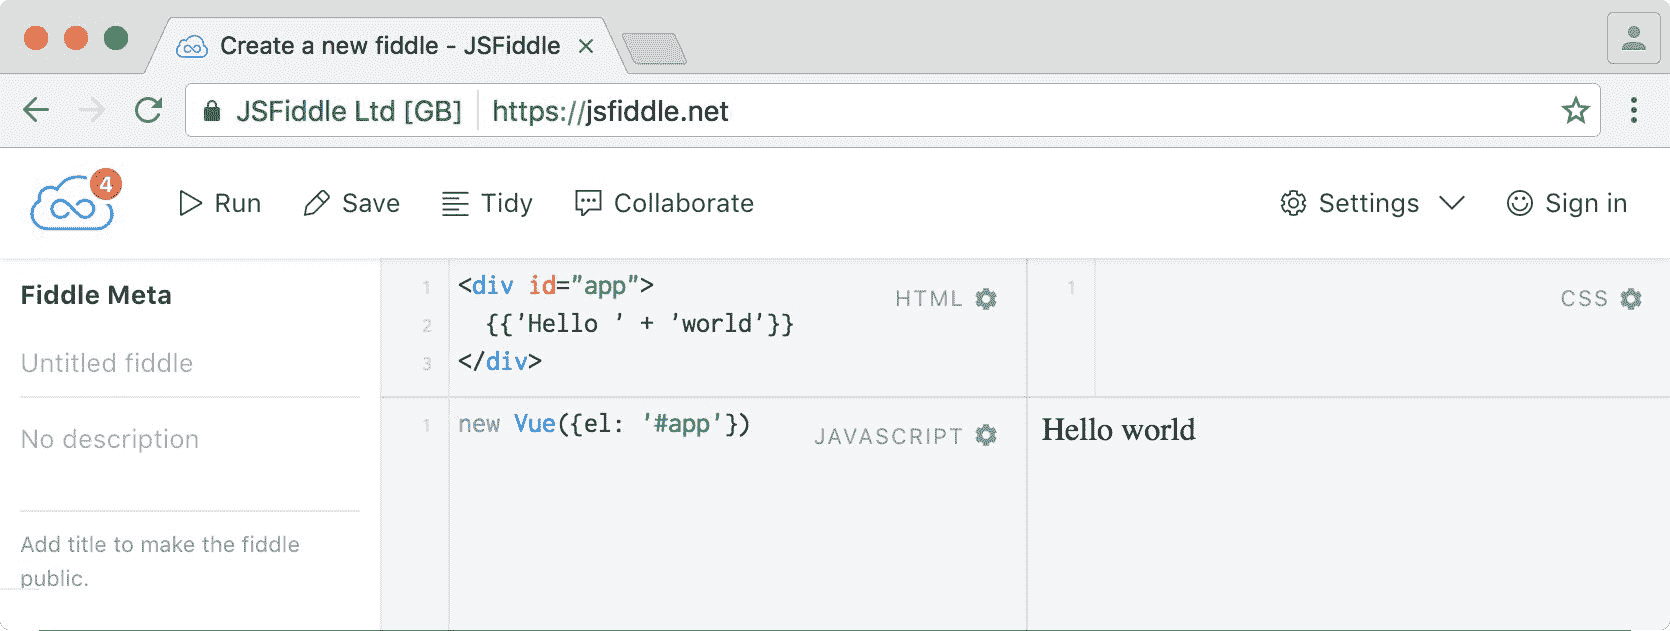 Create a new fiddle - JSFiddle
JSFiddle Ltd [GB] https://jsfiddle.net
4
Run Save Tidy Collaborate Settings Sign in
Fiddle Meta
Untitled fiddle
No description
Add title to make the fiddle
public.
1 <div id="app">
2 {{'Hello ' + 'world'}}
3 </div>
HTML
1
CSS
1 new Vue({el: '#app'})
JAVASCRIPT
Hello world